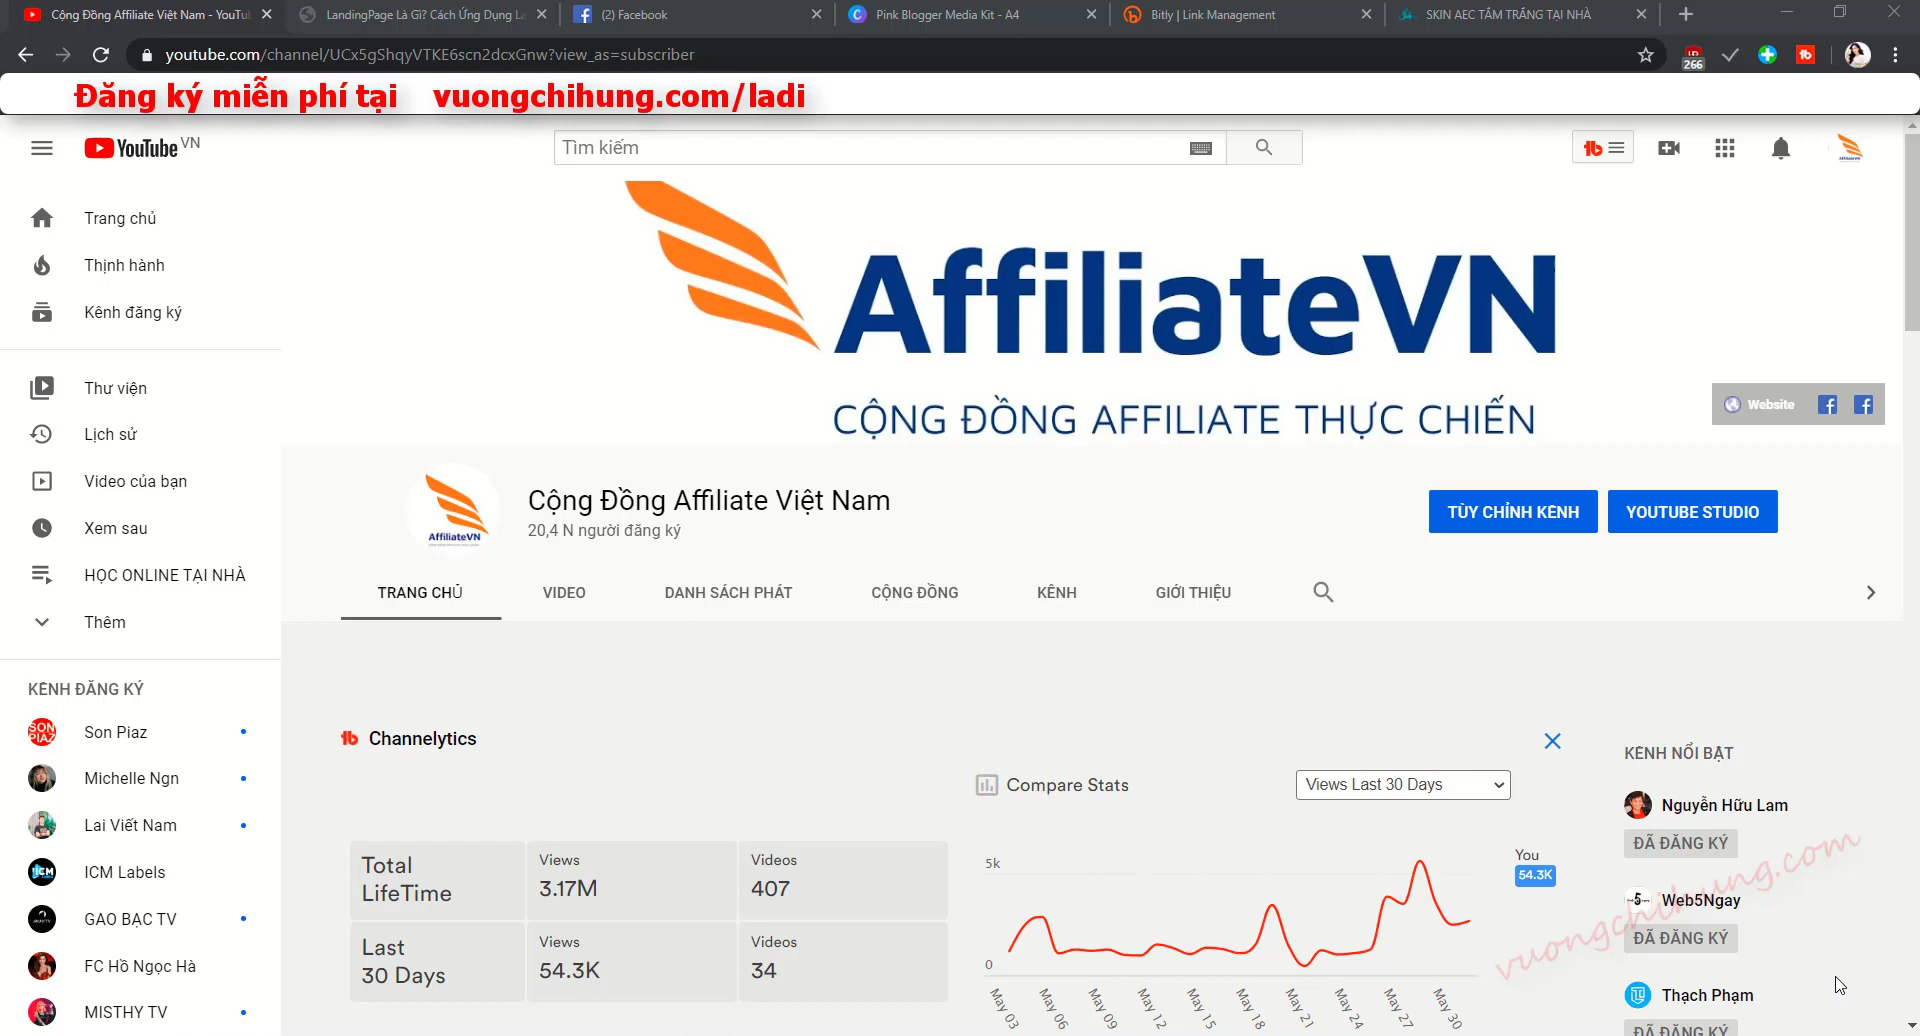 Cộng Đồng Affiliate Việt Nam - YouTu
LandingPage Là Gì? Cách Ứng Dụng La
(2) Facebook
Pink Blogger Media Kit - A4
Bitly | Link Management
SKIN AEC TẮM TRẮNG TẠI NHÀ
youtube.com/channel/UCx5gShqyVTKE6scn2dcxGnw?view_as=subscriber
266
Đăng ký miễn phí tại vuongchihung.com/ladi
YouTube VN
Tìm kiếm
Trang chủ
Thịnh hành
Kênh đăng ký
Thư viện
Lịch sử
Video của bạn
Xem sau
HỌC ONLINE TẠI NHÀ
Thêm
KÊNH ĐĂNG KÝ
Son Piaz
Michelle Ngn
Lai Viết Nam
ICM Labels
GAO BẠC TV
FC Hồ Ngọc Hà
MISTHY TV
AffiliateVN
CỘNG ĐỒNG AFFILIATE THỰC CHIẾN
Website
AffiliateVN
Cộng Đồng Affiliate Việt Nam
20,4 N người đăng ký
TÙY CHỈNH KÊNH
YOUTUBE STUDIO
TRANG CHỦ
VIDEO
DANH SÁCH PHÁT
CỘNG ĐỒNG
KÊNH
GIỚI THIỆU
Channelytics
Compare Stats
Views Last 30 Days
Total
LifeTime
Views
3.17M
Videos
407
Last
30 Days
Views
54.3K
Videos
34
5k
0
May 03
May 06
May 09
May 12
May 15
May 18
May 21
May 24
May 27
May 30
You
54.3K
KÊNH NỔI BẬT
Nguyễn Hữu Lam
ĐÃ ĐĂNG KÝ
Web5Ngay
ĐÃ ĐĂNG KÝ
Thạch Phạm
ĐÃ ĐĂNG KÝ
vuongchihung.com